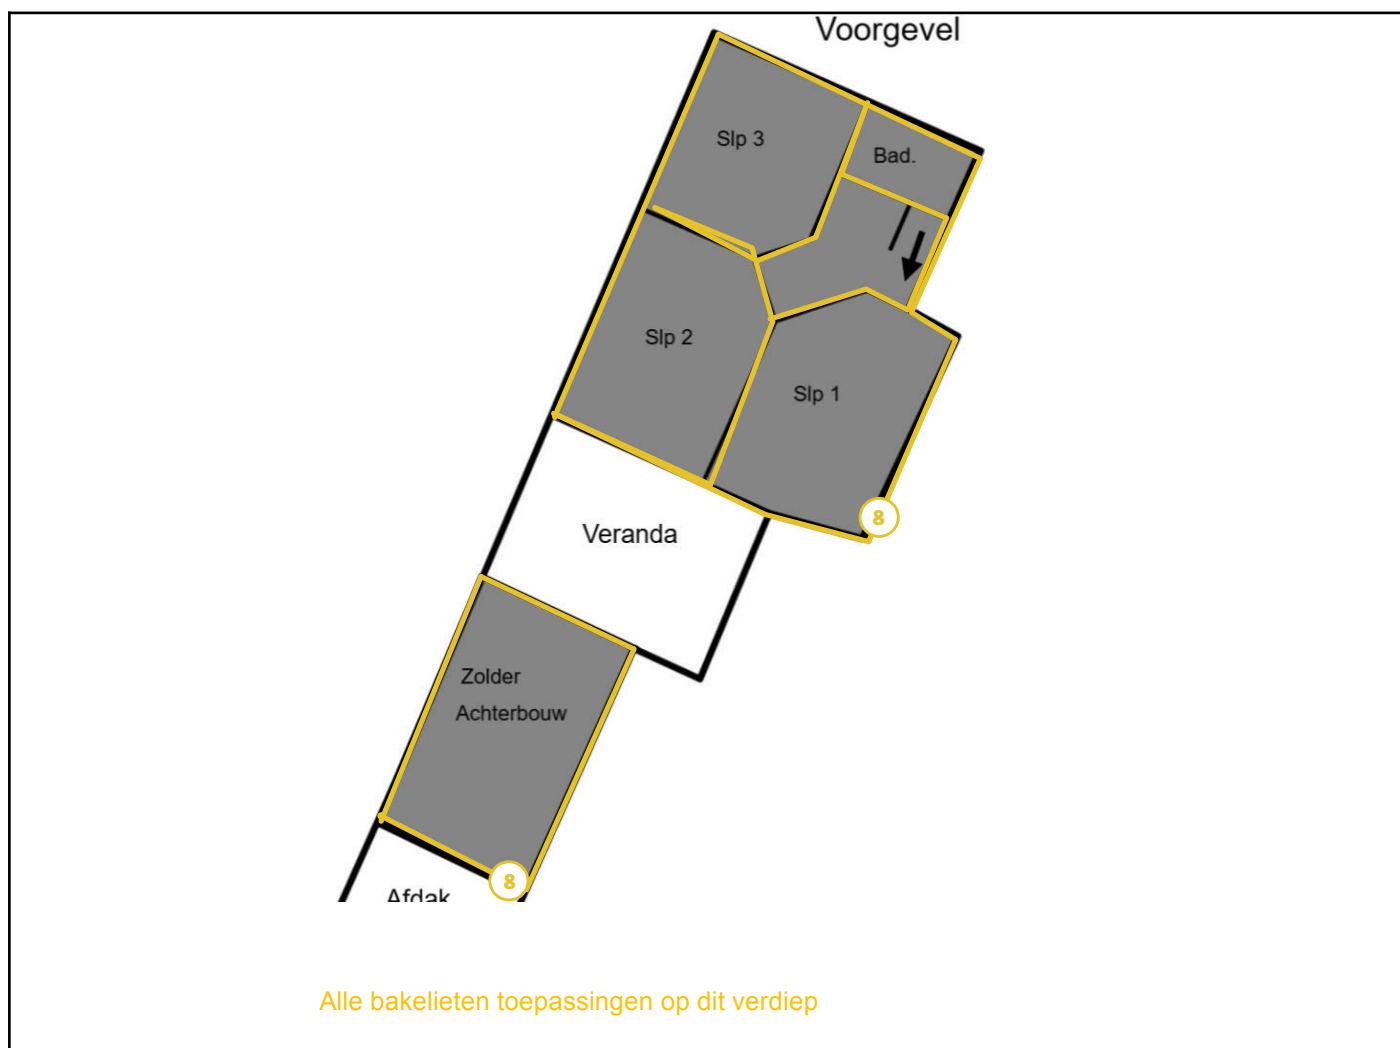 Voorgevel
Slp 3
Bad.
Slp 2
Slp 1
8
Veranda
Zolder
Achterbouw
8
Afdak
Alle bakelieten toepassingen op dit verdiep